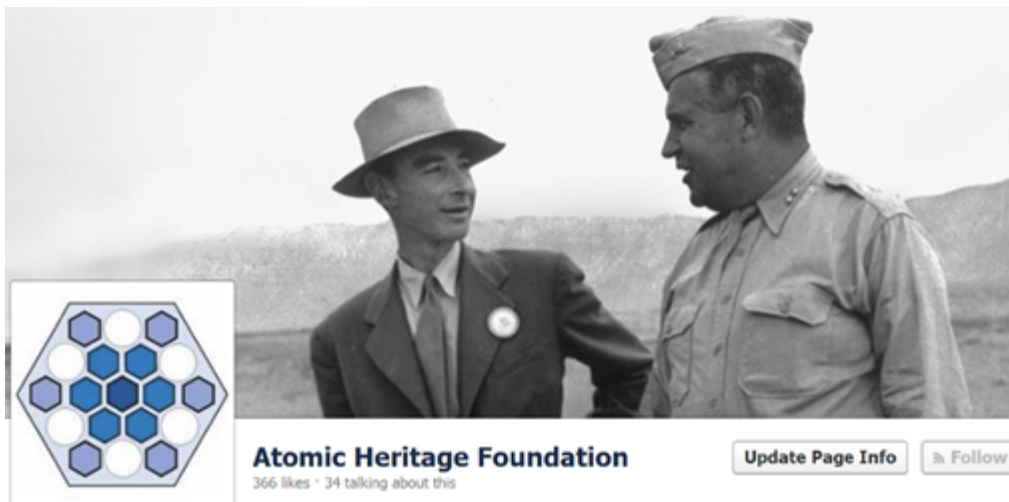 Atomic Heritage Foundation
366 likes · 34 talking about this
Update Page Info
Follow